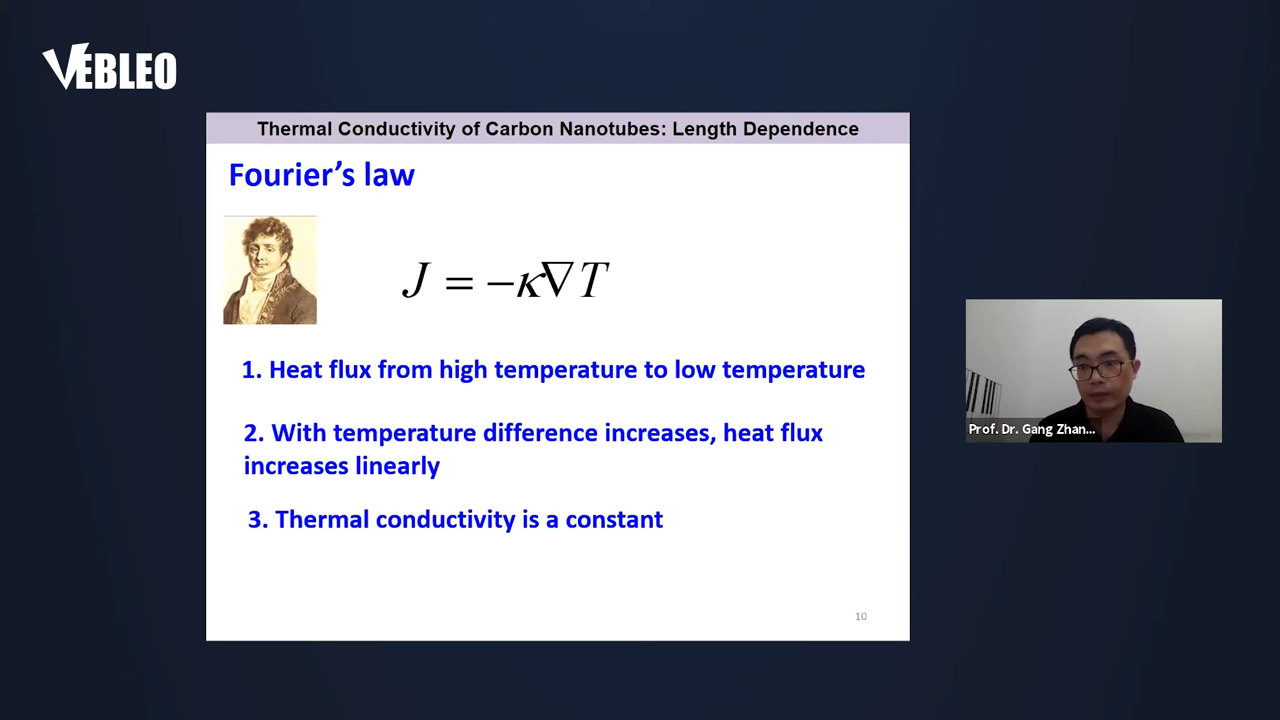 VEBLEO
Thermal Conductivity of Carbon Nanotubes: Length Dependence
Fourier's law
J = −κ∇T
1. Heat flux from high temperature to low temperature
2. With temperature difference increases, heat flux
increases linearly
3. Thermal conductivity is a constant
10
Prof. Dr. Gang Zhan...